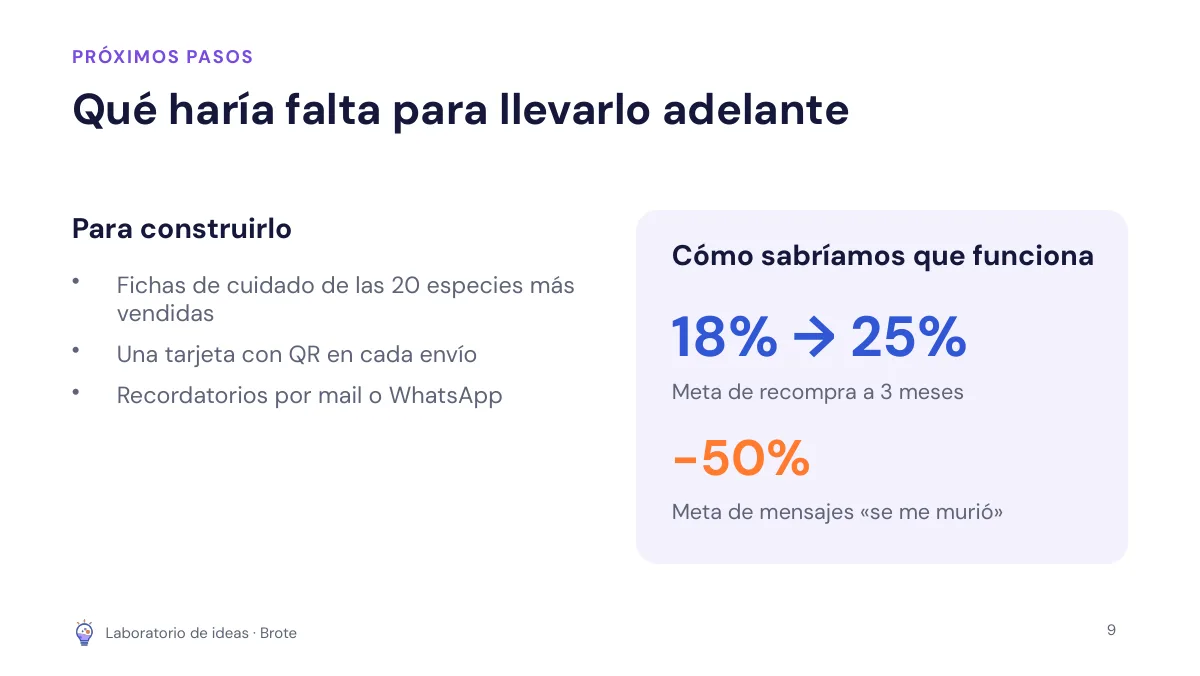 PRÓXIMOS PASOS
Qué haría falta para llevarlo adelante
Para construirlo
• Fichas de cuidado de las 20 especies más
vendidas
• Una tarjeta con QR en cada envío
• Recordatorios por mail o WhatsApp
Cómo sabríamos que funciona
18% → 25%
Meta de recompra a 3 meses
−50%
Meta de mensajes «se me murió»
Laboratorio de ideas · Brote
9